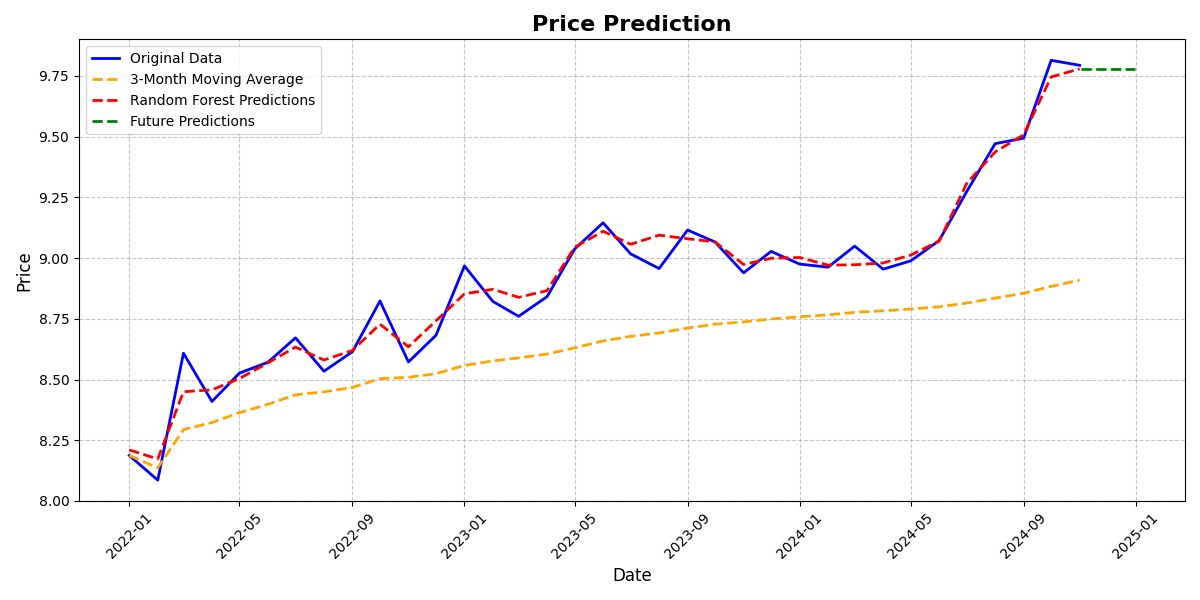 Price Prediction
Original Data
3-Month Moving Average
Random Forest Predictions
Future Predictions
Price
9.75
9.50
9.25
9.00
8.75
8.50
8.25
8.00
2022-01
2022-05
2022-09
2023-01
2023-05
2023-09
2024-01
2024-05
2024-09
2025-01
Date